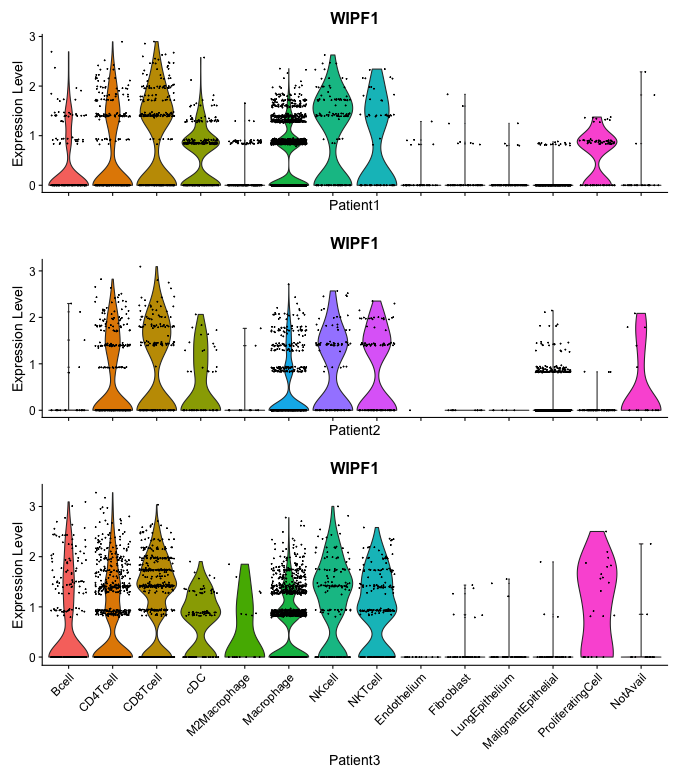 WIPF1
Expression Level
3
2
1
0
Patient1
WIPF1
Expression Level
3
2
1
0
Patient2
WIPF1
Expression Level
3
2
1
0
Bcell
CD4Tcell
CD8Tcell
cDC
M2Macrophage
Macrophage
NKcell
NKTcell
Endothelium
Fibroblast
LungEpithelium
MalignantEpithelial
ProliferatingCell
NotAvail
Patient3